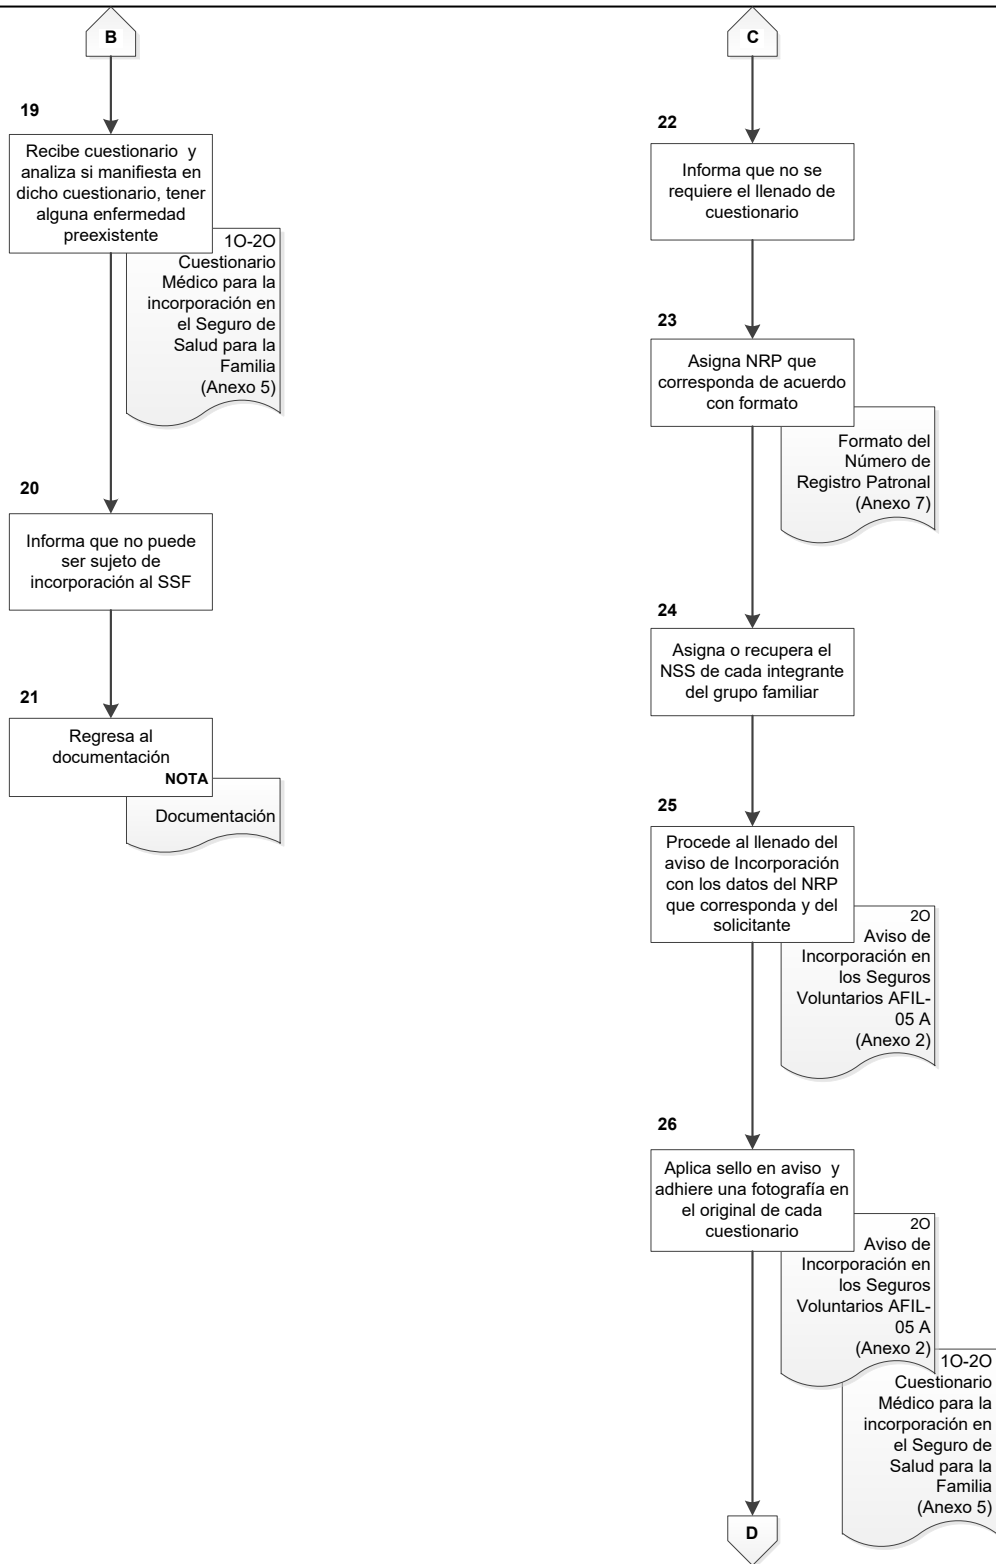 B
19
Recibe cuestionario y
analiza si manifiesta en
dicho cuestionario, tener
alguna enfermedad
preexistente
1O-2O
Cuestionario
Médico para la
incorporación en
el Seguro de
Salud para la
Familia
(Anexo 5)
20
Informa que no puede
ser sujeto de
incorporación al SSF
21
Regresa al
documentación
NOTA
Documentación
C
22
Informa que no se
requiere el llenado de
cuestionario
23
Asigna NRP que
corresponda de acuerdo
con formato
Formato del
Número de
Registro Patronal
(Anexo 7)
24
Asigna o recupera el
NSS de cada integrante
del grupo familiar
25
Procede al llenado del
aviso de Incorporación
con los datos del NRP
que corresponda y del
solicitante
2O
Aviso de
Incorporación en
los Seguros
Voluntarios AFIL-
05 A
(Anexo 2)
26
Aplica sello en aviso y
adhiere una fotografía en
el original de cada
cuestionario
2O
Aviso de
Incorporación en
los Seguros
Voluntarios AFIL-
05 A
(Anexo 2)
1O-2O
Cuestionario
Médico para la
incorporación en
el Seguro de
Salud para la
Familia
(Anexo 5)
D